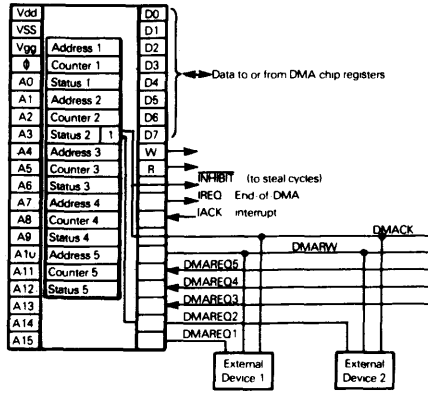 Vdd
VSS
Vgg
ϕ
A0
A1
A2
A3
A4
A5
A6
A7
A8
A9
A1u
A11
A12
A13
A14
A15
Address 1
Counter 1
Status 1
Address 2
Counter 2
Status 2 1
Address 3
Counter 3
Status 3
Address 4
Counter 4
Status 4
Address 5
Counter 5
Status 5
D0
D1
D2
D3
D4
D5
D6
D7
W
R
Data to or from DMA chip registers
INHIBIT (to steal cycles)
IREQ End-of-DMA
IACK interrupt
DMACK
DMARW
DMAREQ5
DMAREQ4
DMAREQ3
DMAREQ2
DMAREQ1
External
Device 1
External
Device 2